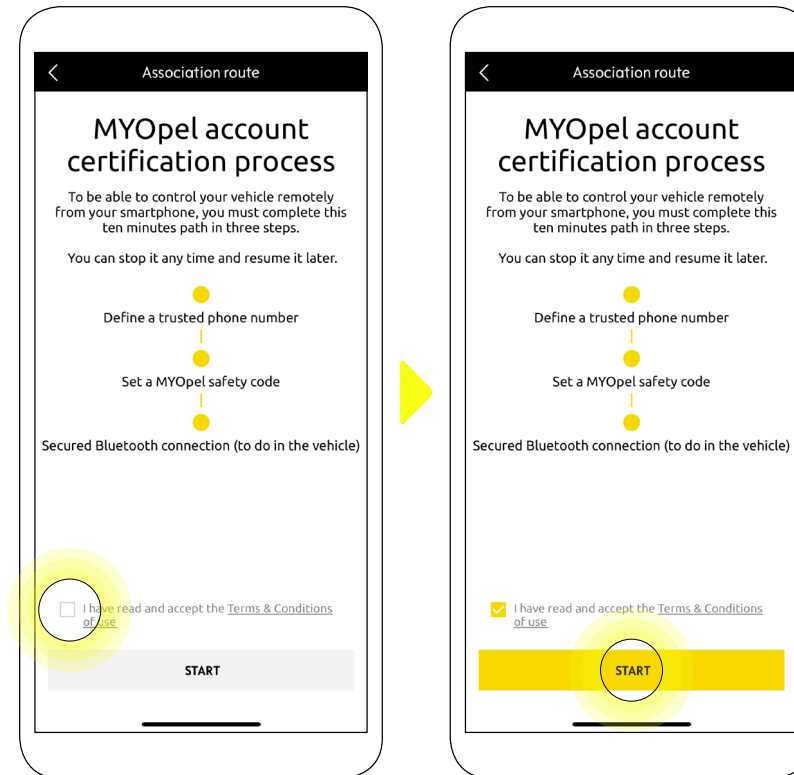 Association route
MYOpel account
certification process
To be able to control your vehicle remotely
from your smartphone, you must complete this
ten minutes path in three steps.
You can stop it any time and resume it later.
Define a trusted phone number
Set a MYOpel safety code
Secured Bluetooth connection (to do in the vehicle)
I have read and accept the Terms & Conditions
of use
START
Association route
MYOpel account
certification process
To be able to control your vehicle remotely
from your smartphone, you must complete this
ten minutes path in three steps.
You can stop it any time and resume it later.
Define a trusted phone number
Set a MYOpel safety code
Secured Bluetooth connection (to do in the vehicle)
I have read and accept the Terms & Conditions
of use
START